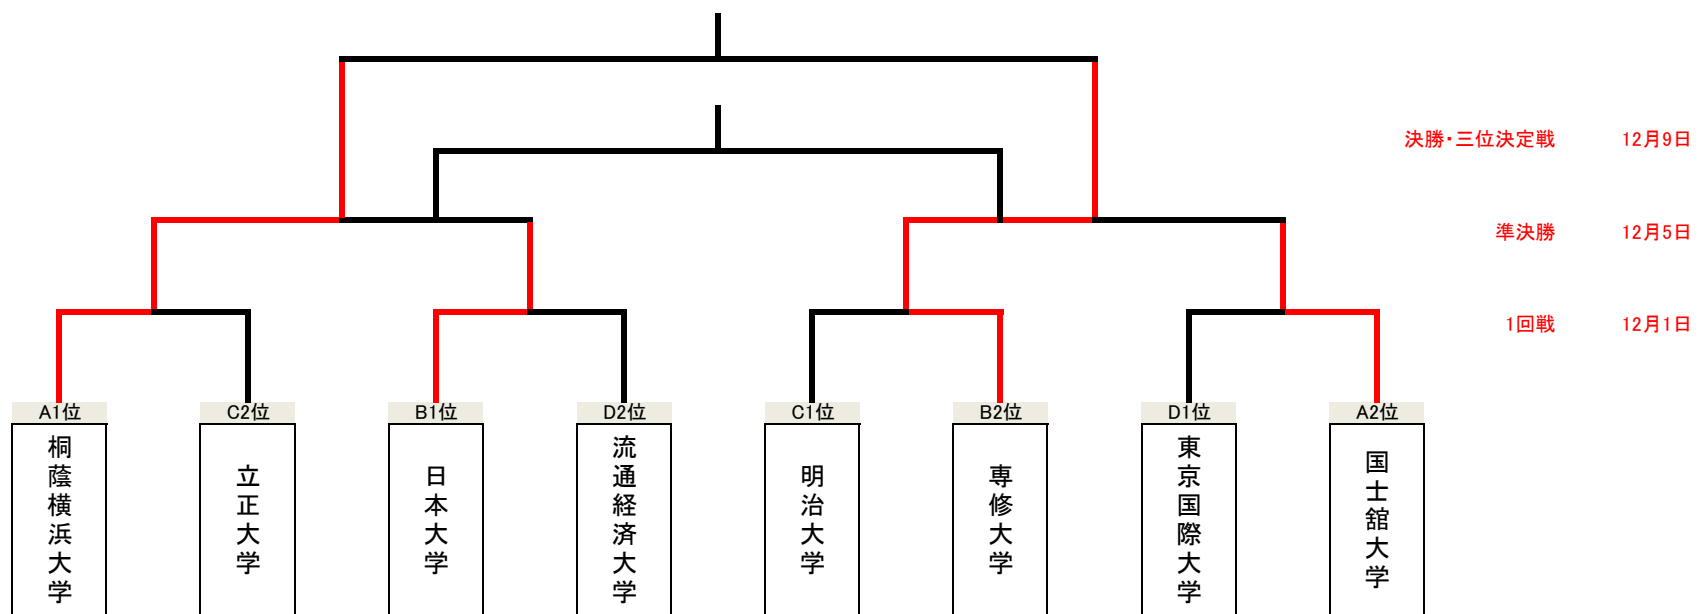 決勝・三位決定戦 12月9日
準決勝 12月5日
1回戦 12月1日
A1位 C2位 B1位 D2位 C1位 B2位 D1位 A2位
桐蔭横浜大学
立正大学
日本大学
流通経済大学
明治大学
専修大学
東京国際大学
国士舘大学